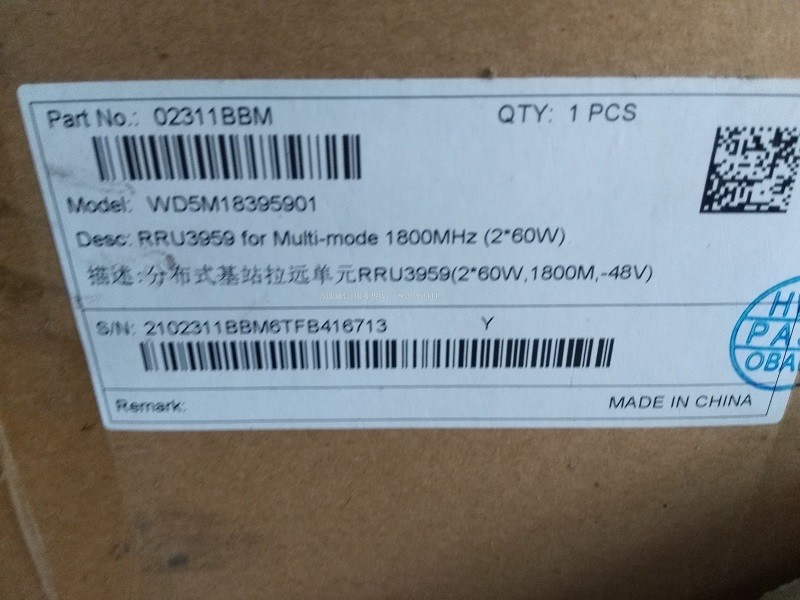 Part No.: 02311BBM
QTY: 1 PCS
Model: WD5M18395901
Desc: RRU3959 for Multi-mode 1800MHz (2*60W)
描述:分布式基站拉远单元RRU3959(2*60W,1800M,-48V)
S/N: 2102311BBM6TFB416713
Y
Remark:
MADE IN CHINA